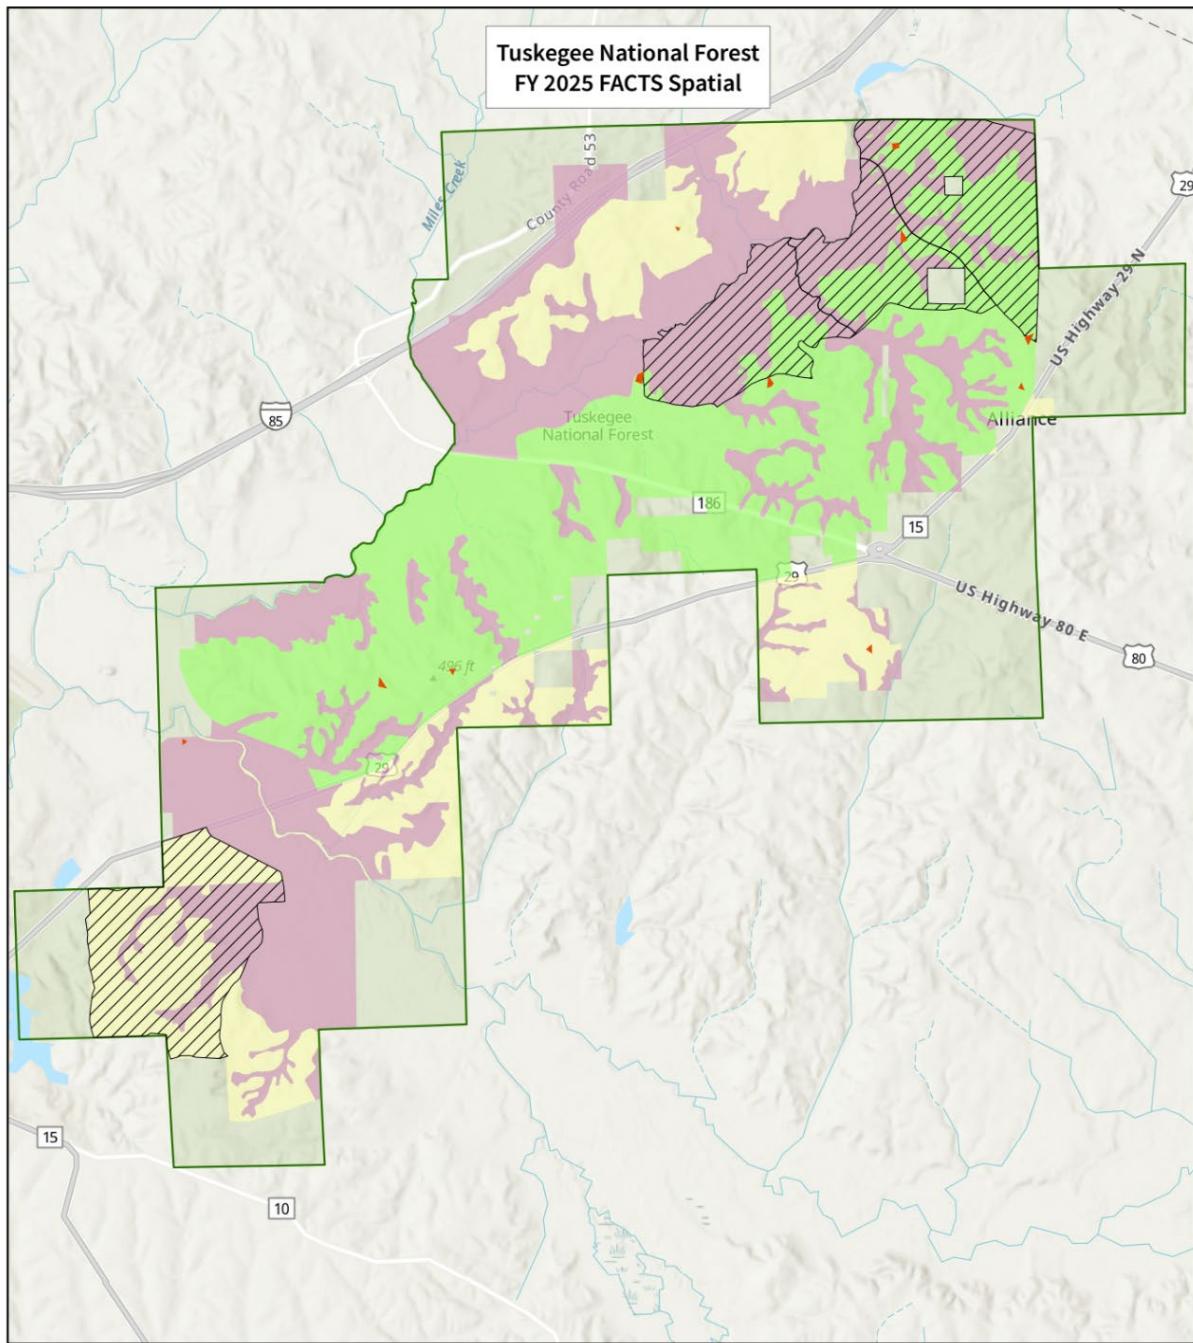 Tuskegee National Forest
FY 2025 FACTS Spatial
Miles Creek
County Road 53
29
US Highway 29 N
85
Tuskegee
National Forest
Alliance
186
15
29
US Highway 80 E
80
496 ft
29
15
10